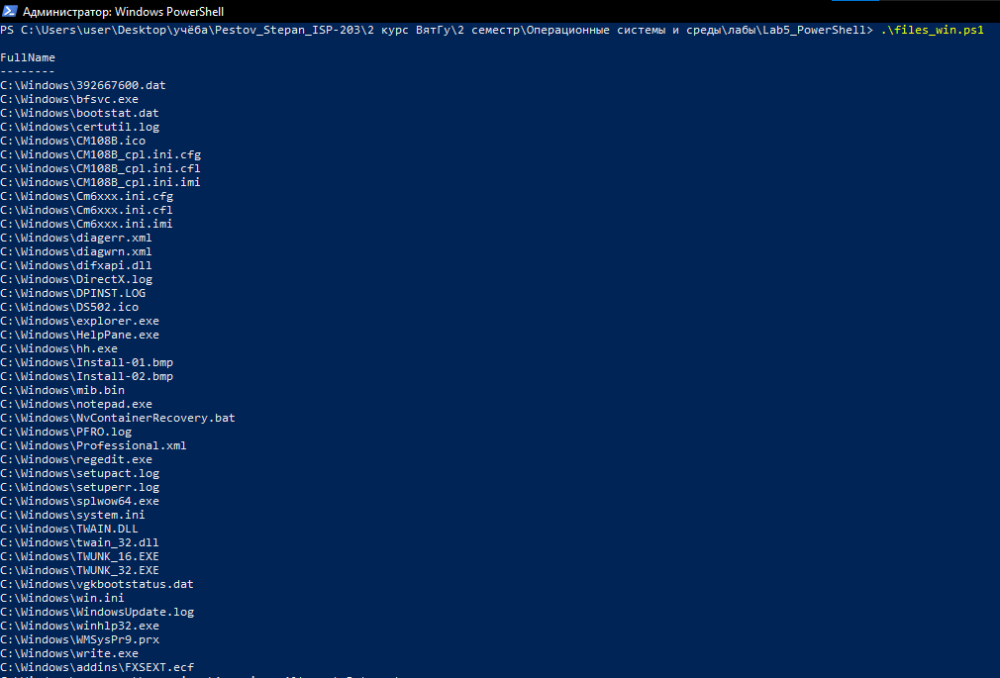 Администратор: Windows PowerShell
PS C:\Users\user\Desktop\учёба\Pestov_Stepan_ISP-203\2 курс ВятГу\2 семестр\Операционные системы и среды\лабы\Lab5_PowerShell> .\files_win.ps1
FullName
--------
C:\Windows\392667600.dat
C:\Windows\bfsvc.exe
C:\Windows\bootstat.dat
C:\Windows\certutil.log
C:\Windows\CM108B.ico
C:\Windows\CM108B_cpl.ini.cfg
C:\Windows\CM108B_cpl.ini.cfl
C:\Windows\CM108B_cpl.ini.imi
C:\Windows\Cm6xxx.ini.cfg
C:\Windows\Cm6xxx.ini.cfl
C:\Windows\Cm6xxx.ini.imi
C:\Windows\diagerr.xml
C:\Windows\diagwrn.xml
C:\Windows\difxapi.dll
C:\Windows\DirectX.log
C:\Windows\DPINST.LOG
C:\Windows\DS502.ico
C:\Windows\explorer.exe
C:\Windows\HelpPane.exe
C:\Windows\hh.exe
C:\Windows\Install-01.bmp
C:\Windows\Install-02.bmp
C:\Windows\mib.bin
C:\Windows\notepad.exe
C:\Windows\NvContainerRecovery.bat
C:\Windows\PFRO.log
C:\Windows\Professional.xml
C:\Windows\regedit.exe
C:\Windows\setupact.log
C:\Windows\setuperr.log
C:\Windows\splwow64.exe
C:\Windows\system.ini
C:\Windows\TWAIN.DLL
C:\Windows\twain_32.dll
C:\Windows\TWUNK_16.EXE
C:\Windows\TWUNK_32.EXE
C:\Windows\vgkbootstatus.dat
C:\Windows\win.ini
C:\Windows\WindowsUpdate.log
C:\Windows\winhlp32.exe
C:\Windows\WMSysPr9.prx
C:\Windows\write.exe
C:\Windows\addins\FXSEXT.ecf